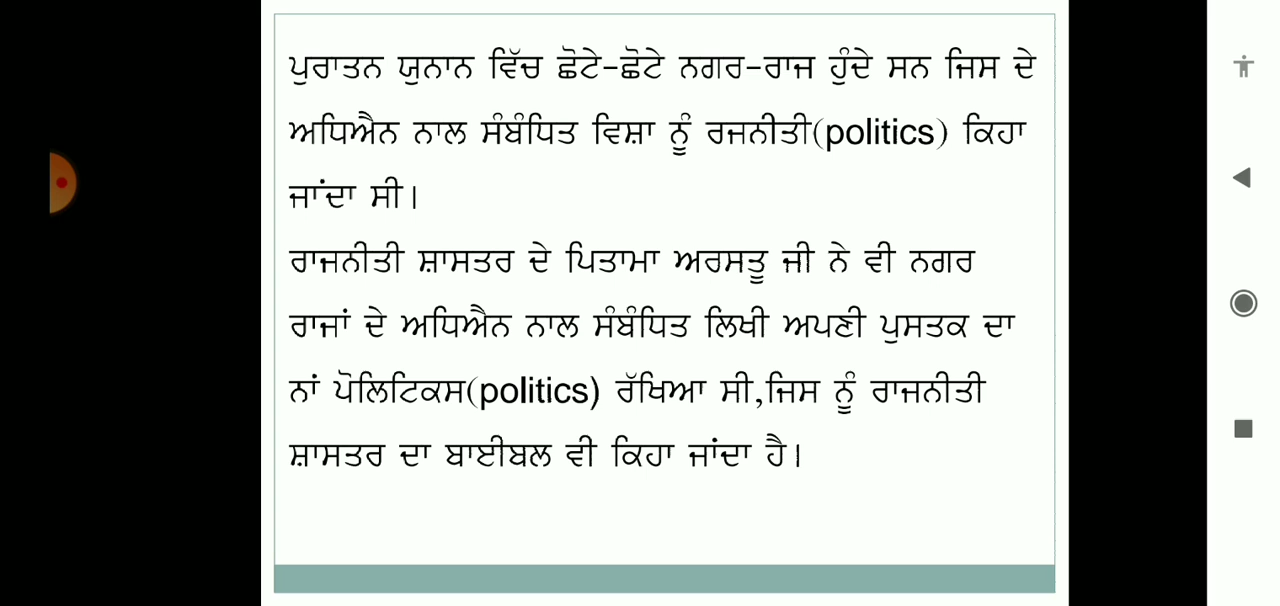 ਪੁਰਾਤਨ ਯੁਨਾਨ ਵਿੱਚ ਛੋਟੇ-ਛੋਟੇ ਨਗਰ-ਰਾਜ ਹੁੰਦੇ ਸਨ ਜਿਸ ਦੇ
ਅਧਿਐਨ ਨਾਲ ਸੰਬੰਧਿਤ ਵਿਸ਼ਾ ਨੂੰ ਰਜਨੀਤੀ(politics) ਕਿਹਾ
ਜਾਂਦਾ ਸੀ।
ਰਾਜਨੀਤੀ ਸ਼ਾਸਤਰ ਦੇ ਪਿਤਾਮਾ ਅਰਸਤੂ ਜੀ ਨੇ ਵੀ ਨਗਰ
ਰਾਜਾਂ ਦੇ ਅਧਿਐਨ ਨਾਲ ਸੰਬੰਧਿਤ ਲਿਖੀ ਅਪਣੀ ਪੁਸਤਕ ਦਾ
ਨਾਂ ਪੋਲਿਟਿਕਸ(politics) ਰੱਖਿਆ ਸੀ,ਜਿਸ ਨੂੰ ਰਾਜਨੀਤੀ
ਸ਼ਾਸਤਰ ਦਾ ਬਾਈਬਲ ਵੀ ਕਿਹਾ ਜਾਂਦਾ ਹੈ।